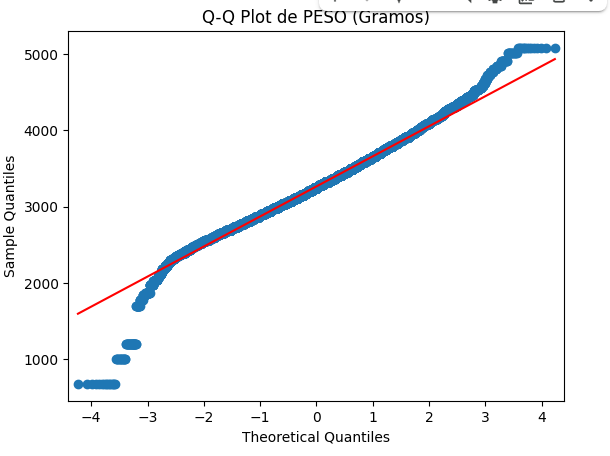 Q-Q Plot de PESO (Gramos)
5000
4000
3000
2000
1000
Sample Quantiles
−4 −3 −2 −1 0 1 2 3 4
Theoretical Quantiles